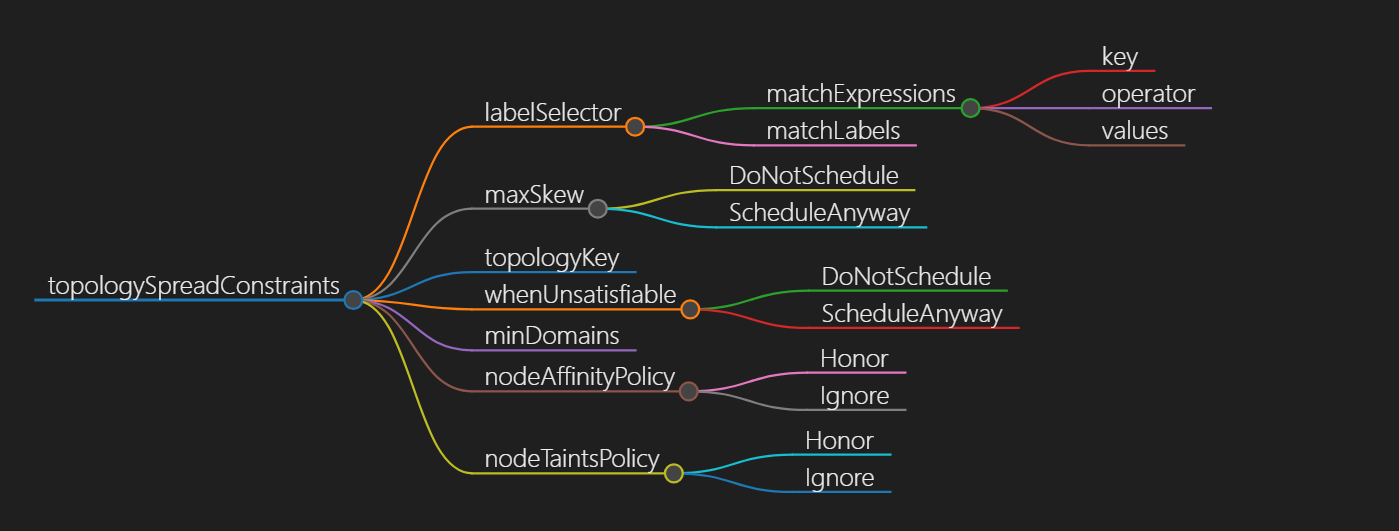 topologySpreadConstraints
labelSelector
matchExpressions
key
operator
values
matchLabels
maxSkew
DoNotSchedule
ScheduleAnyway
topologyKey
whenUnsatisfiable
DoNotSchedule
ScheduleAnyway
minDomains
nodeAffinityPolicy
Honor
Ignore
nodeTaintsPolicy
Honor
Ignore